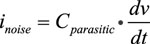 i_noise = C_parasitic • dv/dt